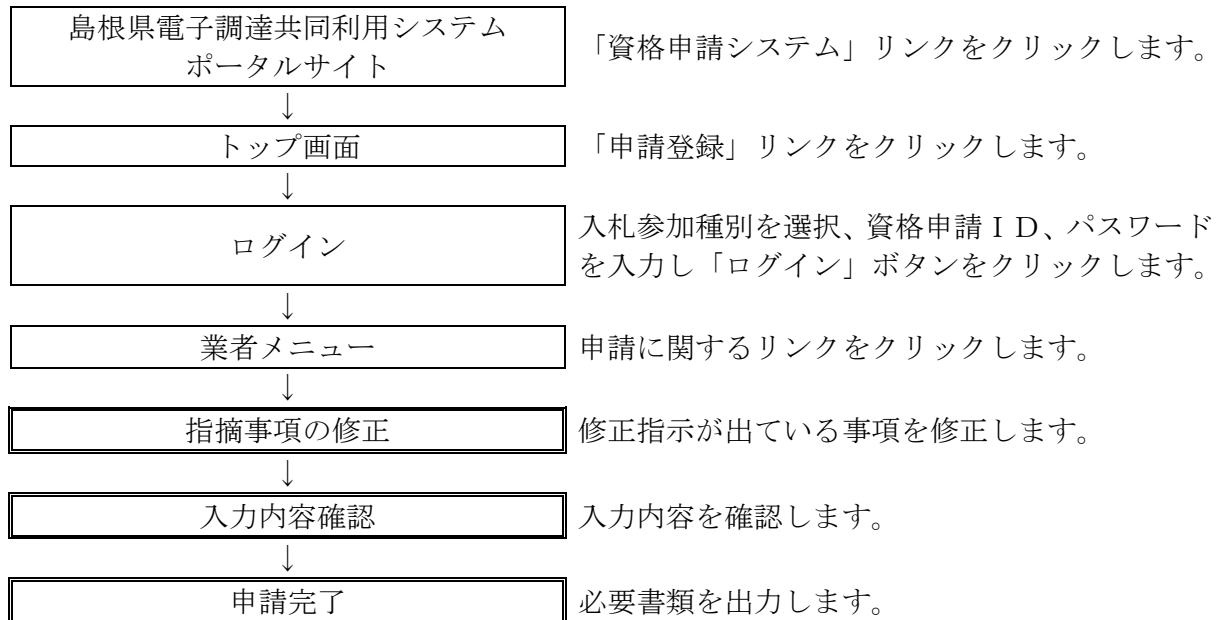 島根県電子調達共同利用システム
ポータルサイト
「資格申請システム」リンクをクリックします。
↓
トップ画面
「申請登録」リンクをクリックします。
↓
ログイン
入札参加種別を選択、資格申請ＩＤ、パスワード
を入力し「ログイン」ボタンをクリックします。
↓
業者メニュー
申請に関するリンクをクリックします。
↓
指摘事項の修正
修正指示が出ている事項を修正します。
↓
入力内容確認
入力内容を確認します。
↓
申請完了
必要書類を出力します。